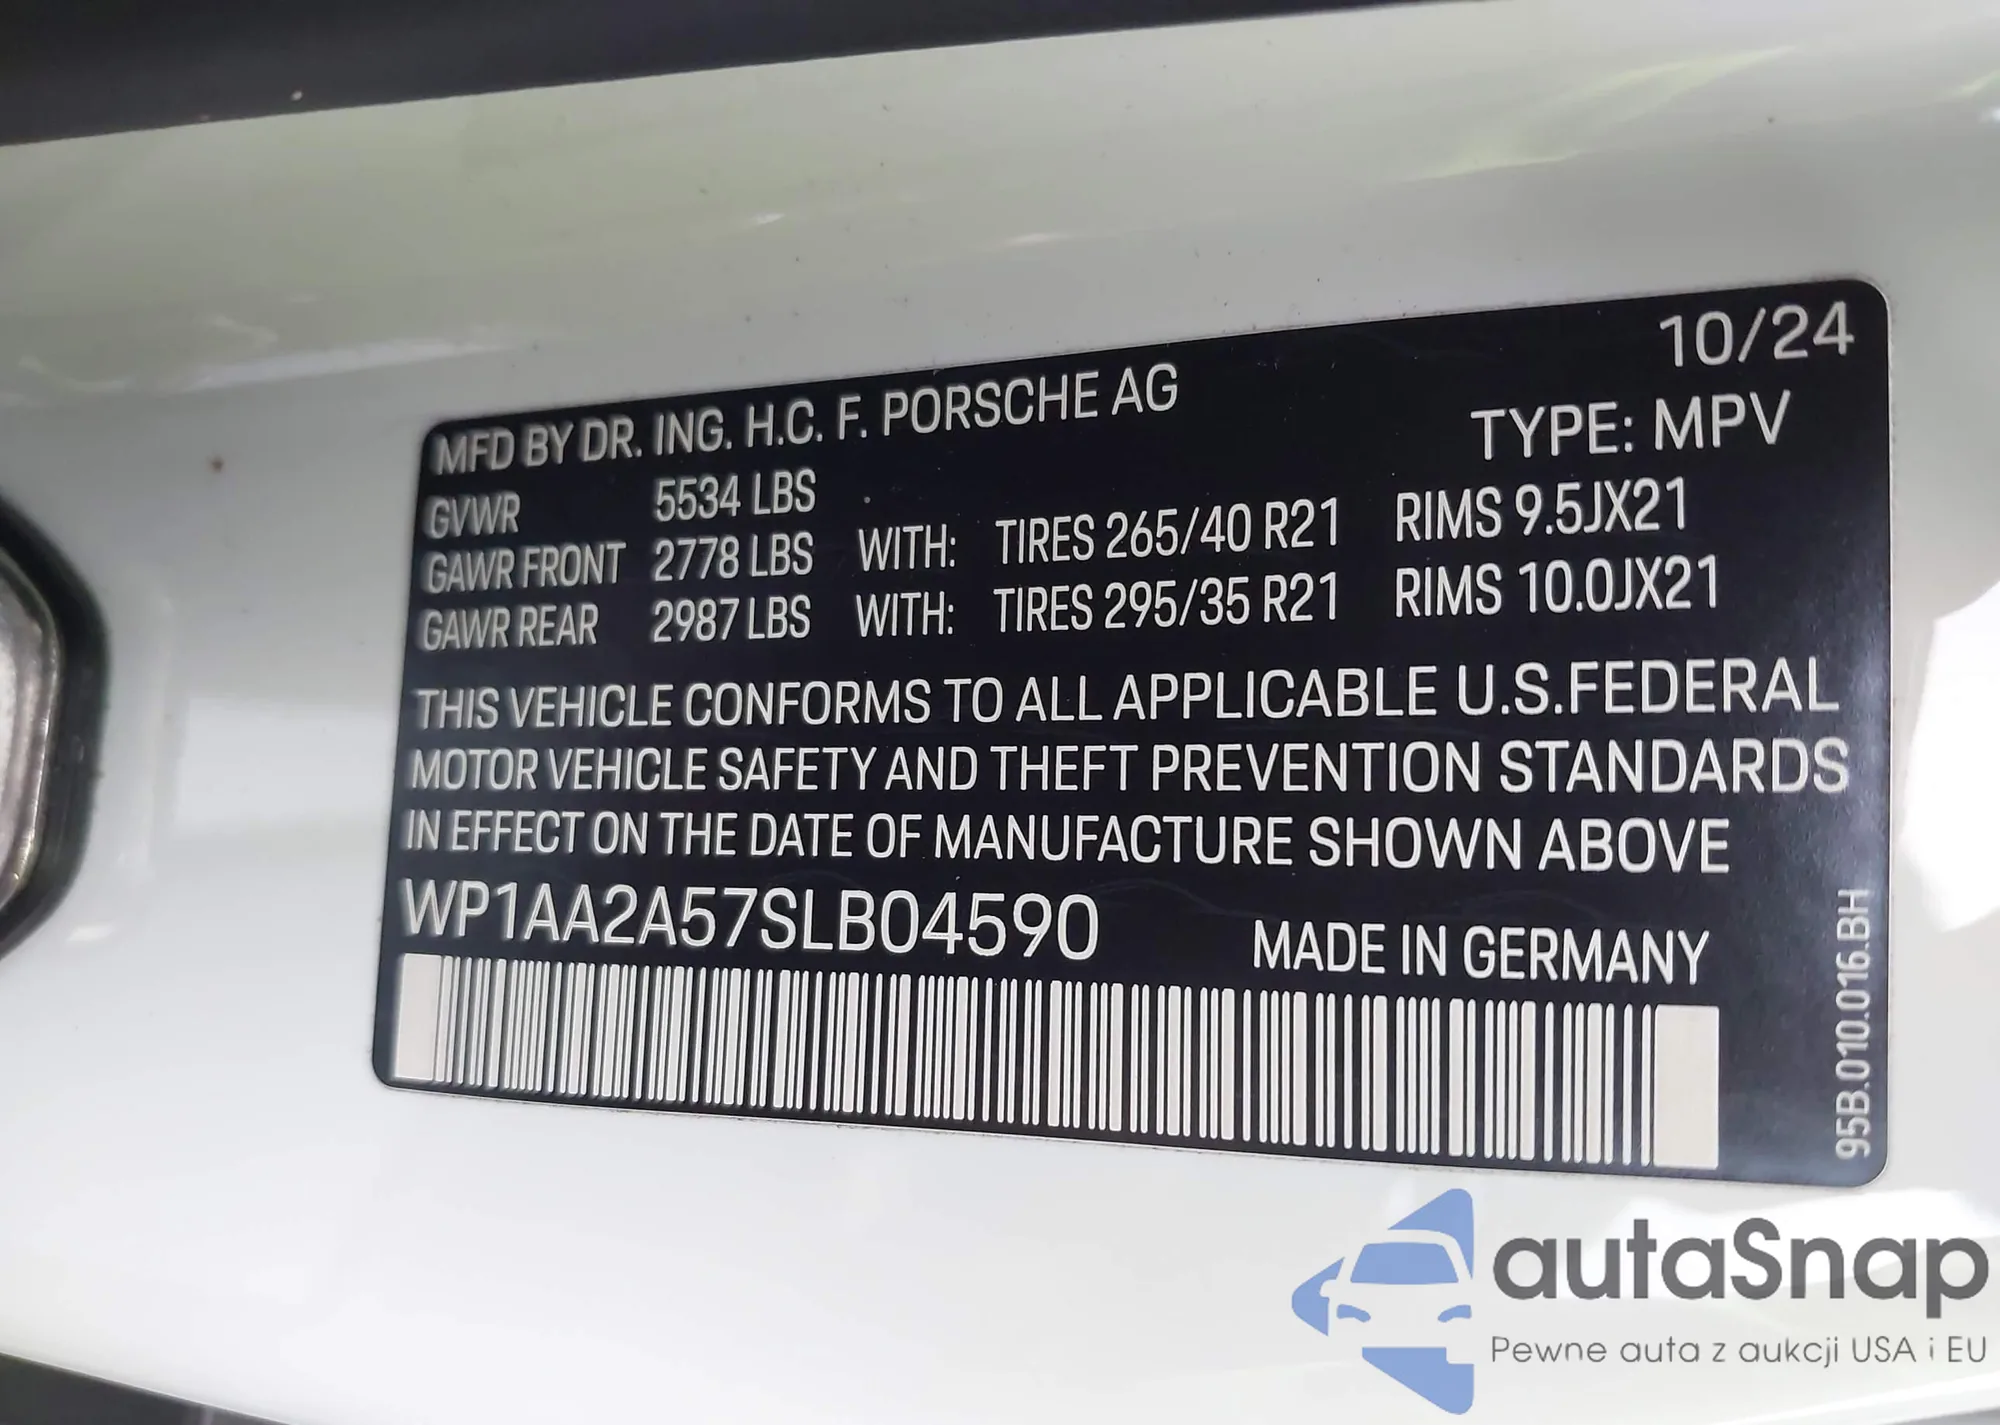 10/24
MFD BY DR. ING. H.C. F. PORSCHE AG
TYPE: MPV
GVWR 5534 LBS
GAWR FRONT 2778 LBS WITH: TIRES 265/40 R21 RIMS 9.5JX21
GAWR REAR 2987 LBS WITH: TIRES 295/35 R21 RIMS 10.0JX21
THIS VEHICLE CONFORMS TO ALL APPLICABLE U.S.FEDERAL
MOTOR VEHICLE SAFETY AND THEFT PREVENTION STANDARDS
IN EFFECT ON THE DATE OF MANUFACTURE SHOWN ABOVE
WP1AA2A57SLB04590
MADE IN GERMANY
95B.010.016.BH
autaSnap
Pewne auta z aukcji USA i EU